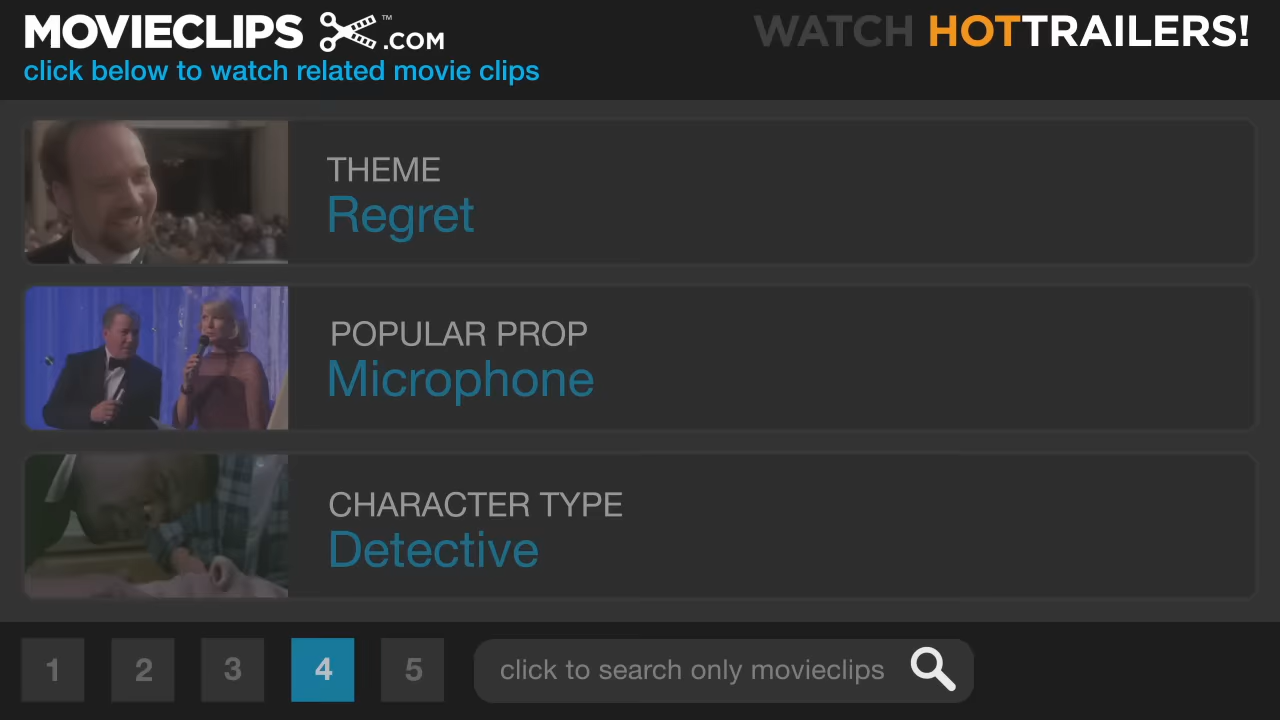 MOVIECLIPS ™ .COM
WATCH HOTTRAILERS!
click below to watch related movie clips
THEME
Regret
POPULAR PROP
Microphone
CHARACTER TYPE
Detective
1 2 3 4 5 click to search only movieclips